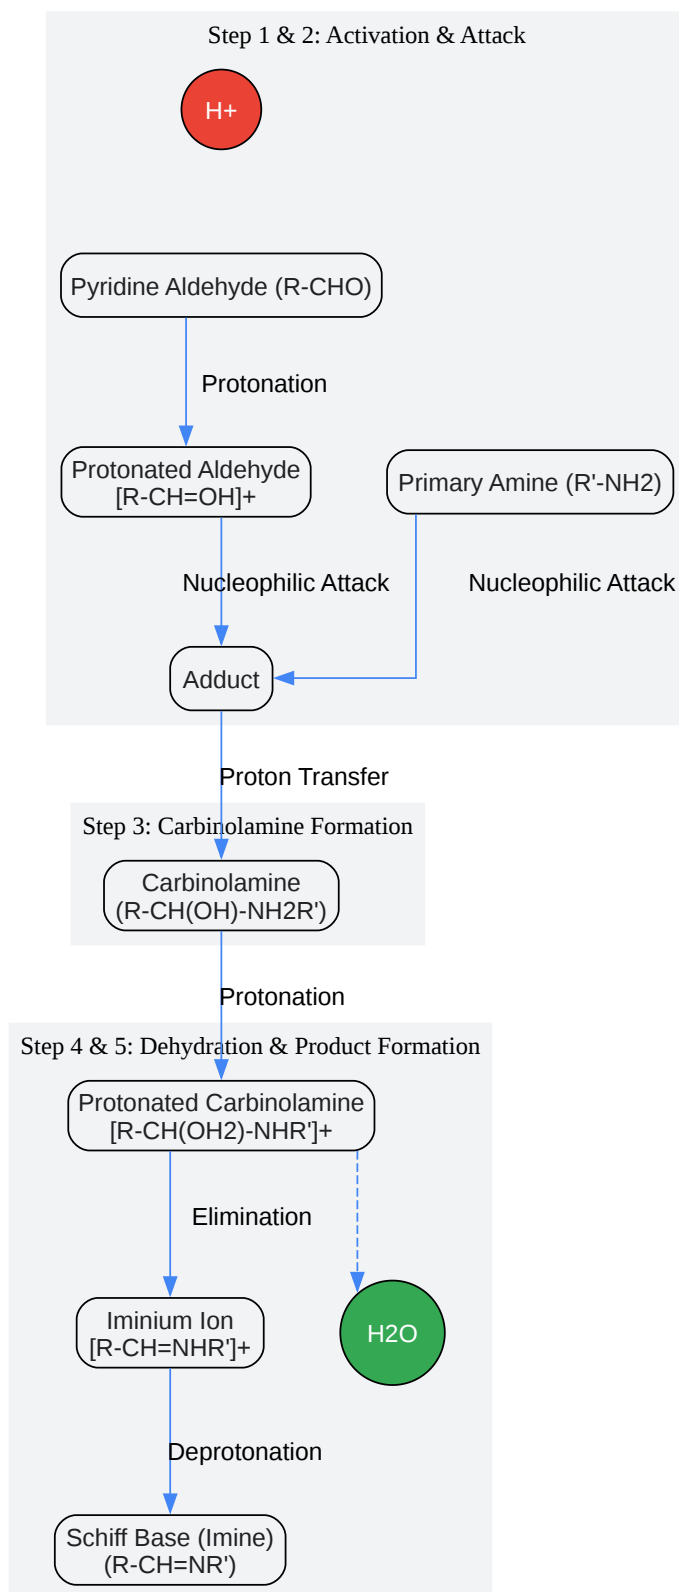 Step 1 & 2: Activation & Attack
H+
Pyridine Aldehyde (R-CHO)
Protonation
Protonated Aldehyde
[R-CH=OH]+
Primary Amine (R'-NH2)
Nucleophilic Attack
Nucleophilic Attack
Adduct
Proton Transfer
Step 3: Carbinolamine Formation
Carbinolamine
(R-CH(OH)-NH2R')
Protonation
Step 4 & 5: Dehydration & Product Formation
Protonated Carbinolamine
[R-CH(OH2)-NHR']+
Elimination
Iminium Ion
[R-CH=NHR']+
H2O
Deprotonation
Schiff Base (Imine)
(R-CH=NR')